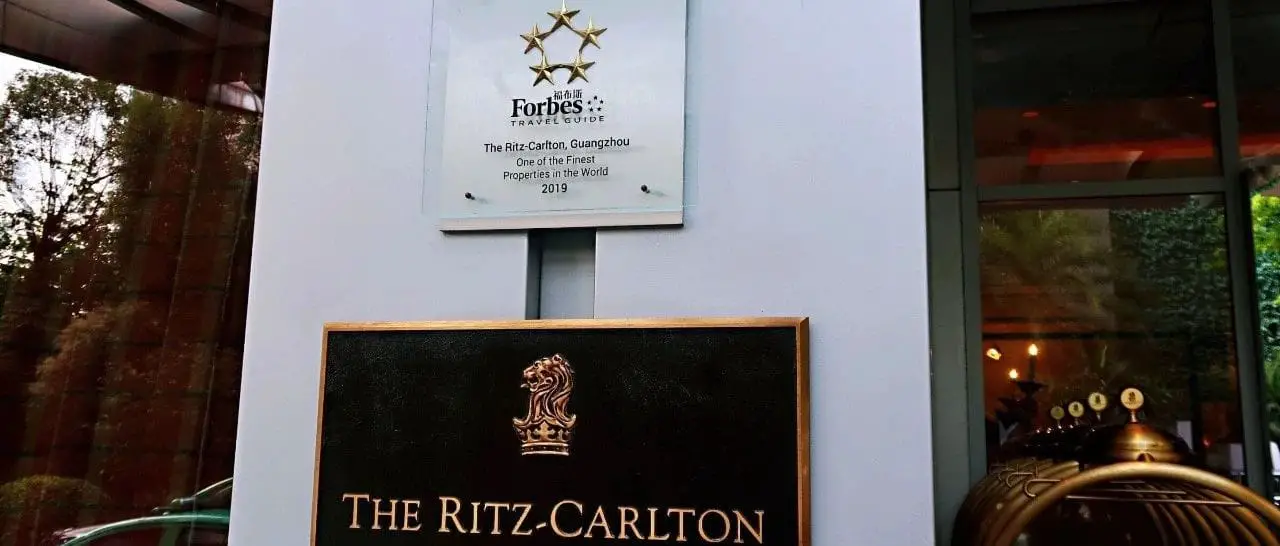 福布斯
Forbes
TRAVEL GUIDE
The Ritz-Carlton, Guangzhou
One of the Finest
Properties in the World
2019
THE RITZ-CARLTON